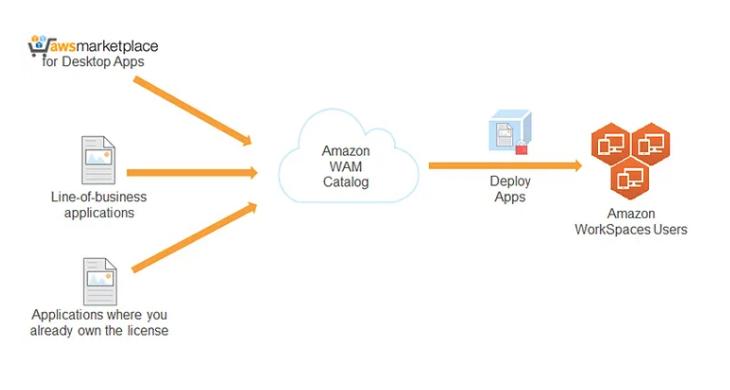 awsmarketplace
for Desktop Apps
Line-of-business
applications
Applications where you
already own the license
Amazon
WAM
Catalog
Deploy
Apps
Amazon
WorkSpaces Users